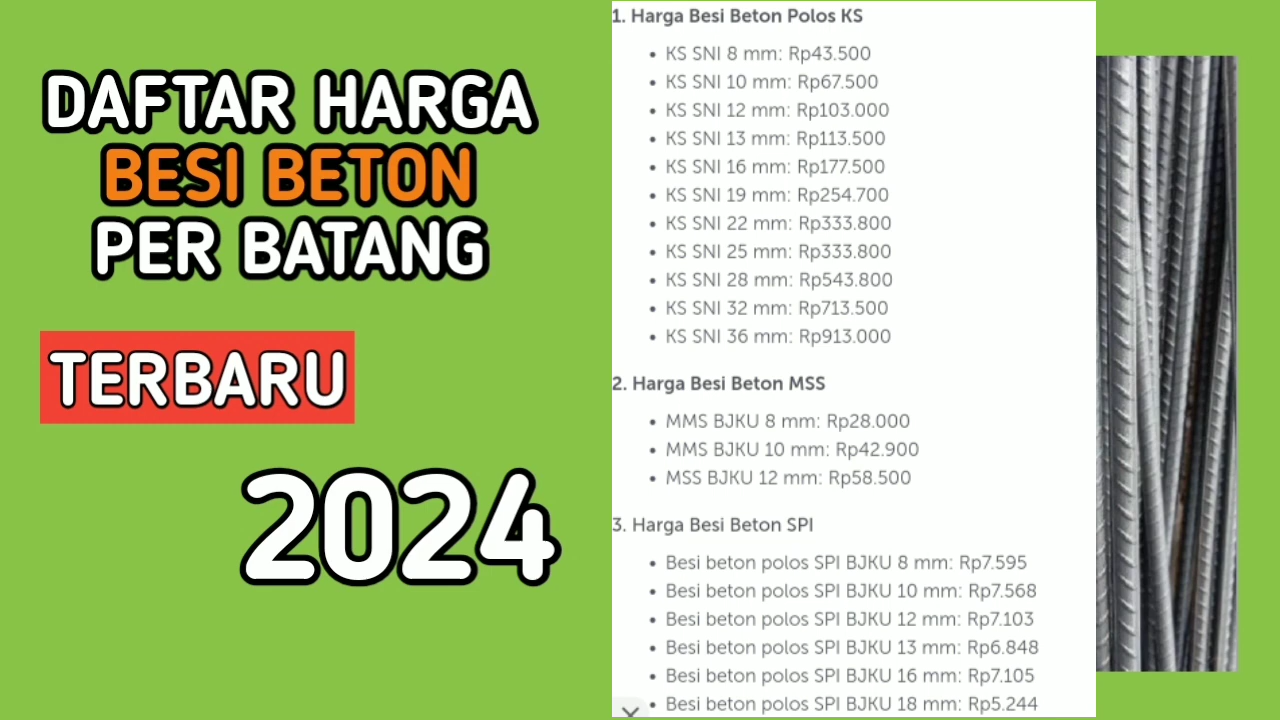 DAFTAR HARGA
BESI BETON
PER BATANG
TERBARU
2024
1. Harga Besi Beton Polos KS
• KS SNI 8 mm: Rp43.500
• KS SNI 10 mm: Rp67.500
• KS SNI 12 mm: Rp103.000
• KS SNI 13 mm: Rp113.500
• KS SNI 16 mm: Rp177.500
• KS SNI 19 mm: Rp254.700
• KS SNI 22 mm: Rp333.800
• KS SNI 25 mm: Rp333.800
• KS SNI 28 mm: Rp543.800
• KS SNI 32 mm: Rp713.500
• KS SNI 36 mm: Rp913.000
2. Harga Besi Beton MSS
• MMS BJKU 8 mm: Rp28.000
• MMS BJKU 10 mm: Rp42.900
• MSS BJKU 12 mm: Rp58.500
3. Harga Besi Beton SPI
• Besi beton polos SPI BJKU 8 mm: Rp7.595
• Besi beton polos SPI BJKU 10 mm: Rp7.568
• Besi beton polos SPI BJKU 12 mm: Rp7.103
• Besi beton polos SPI BJKU 13 mm: Rp6.848
• Besi beton polos SPI BJKU 16 mm: Rp7.105
• Besi beton polos SPI BJKU 18 mm: Rp5.244